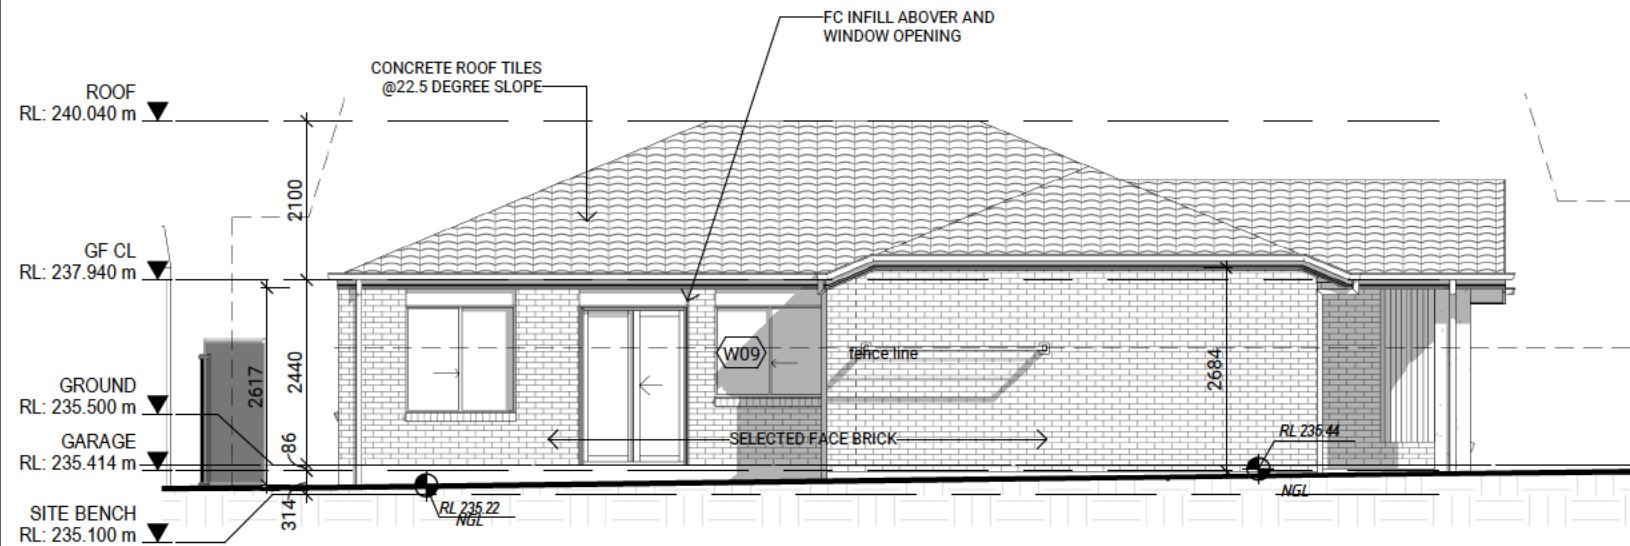 FC INFILL ABOVER AND
WINDOW OPENING
CONCRETE ROOF TILES
@22.5 DEGREE SLOPE
ROOF
RL: 240.040 m
2100
GF CL
RL: 237.940 m
2440
2617
W09
fence line
2684
GROUND
RL: 235.500 m
GARAGE
RL: 235.414 m
86
SELECTED FACE BRICK
RL 235.44
NGL
RL 235.22
NGL
314
SITE BENCH
RL: 235.100 m